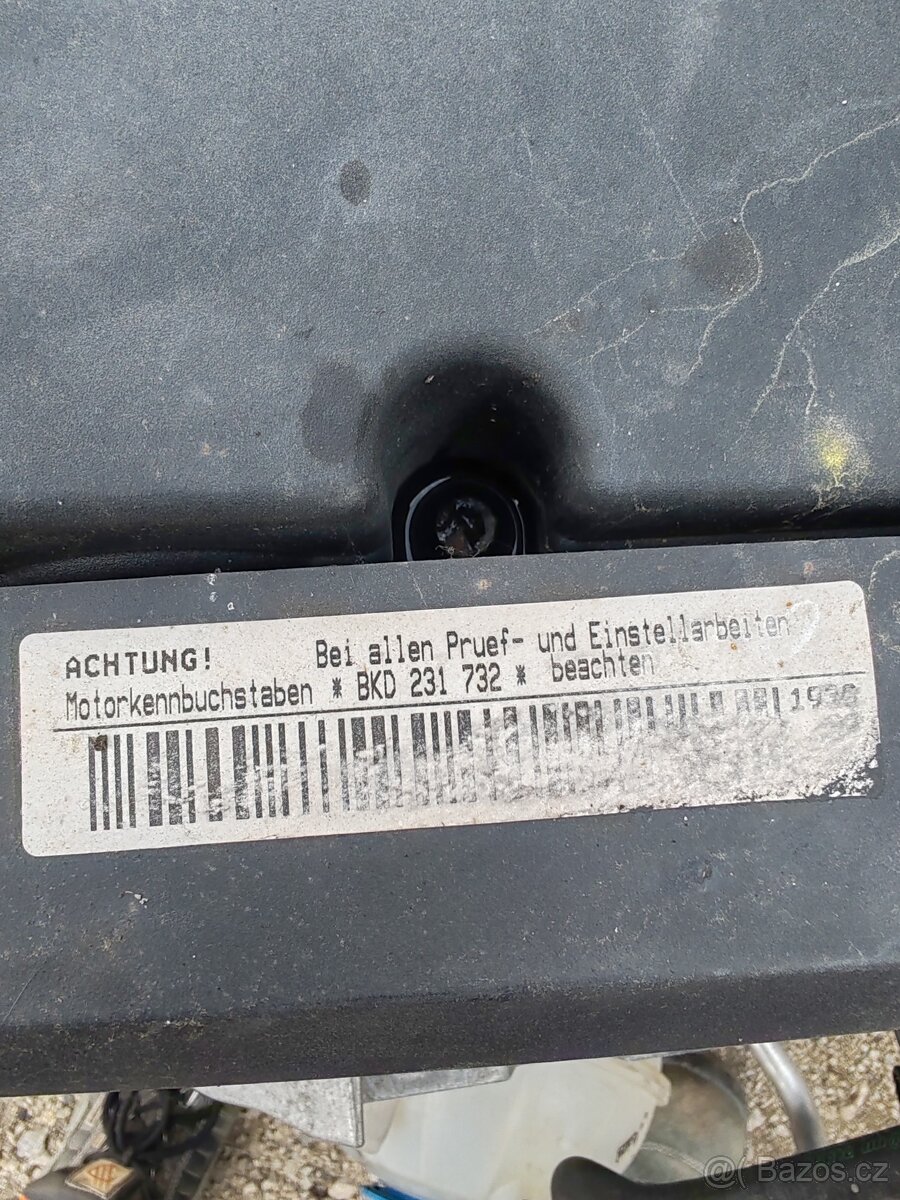 ACHTUNG! Bei allen Pruef- und Einstellarbeiten
Motorkennbuchstaben * BKD 231 732 * beachten
@( Bazos.cz